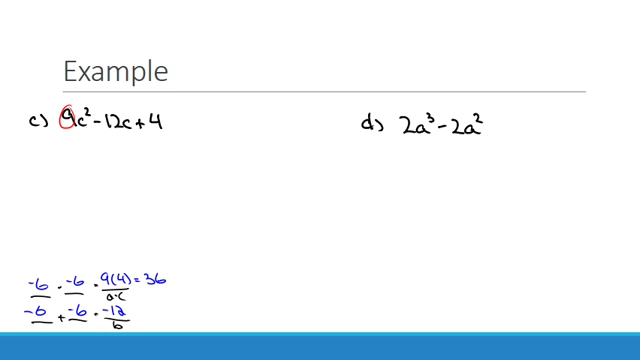 Example
c) 9c² - 12c + 4
d) 2a³ - 2a²
-6 · -6 = 9(4) = 36
a·c
-6 + -6 = -12
b